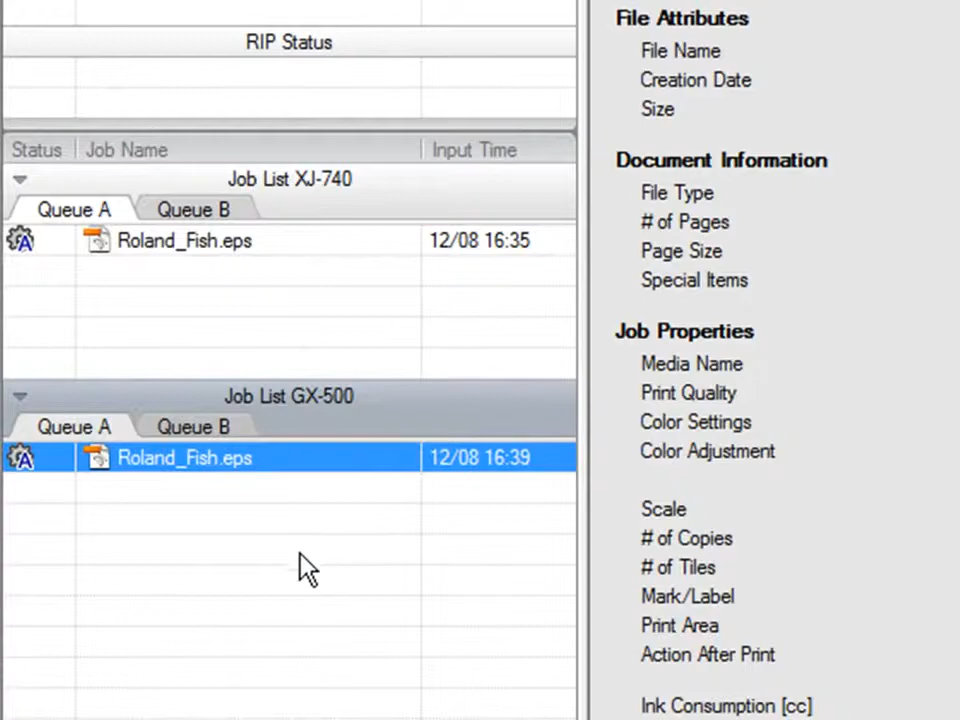 RIP Status
Status Job Name Input Time
Job List XJ-740
Queue A Queue B
Roland_Fish.eps 12/08 16:35
Job List GX-500
Queue A Queue B
Roland_Fish.eps 12/08 16:39
File Attributes
File Name
Creation Date
Size
Document Information
File Type
# of Pages
Page Size
Special Items
Job Properties
Media Name
Print Quality
Color Settings
Color Adjustment
Scale
# of Copies
# of Tiles
Mark/Label
Print Area
Action After Print
Ink Consumption [cc]